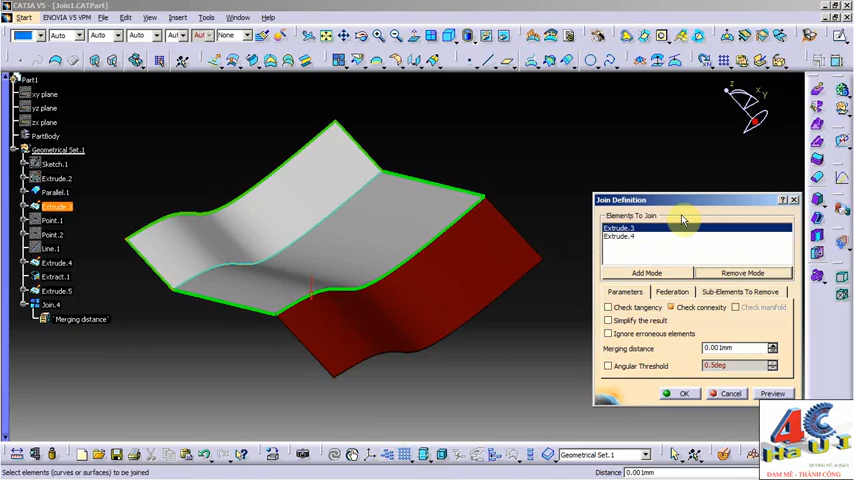 CATIA V5 - [Join1.CATPart]
Start
ENOVIA V5 VPM
File
Edit
View
Insert
Tools
Window
Help
Auto
Auto
Aut
Aut
None
Part1
xy plane
yz plane
zx plane
PartBody
Geometrical Set.1
Sketch.1
Extrude.2
Parallel.1
Extrude.3
Point.1
Point.2
Line.1
Extrude.4
Extract.1
Extrude.5
Join.4
`Merging distance`
z
x
y
Join Definition
?
Elements To Join
Extrude.3
Extrude.4
Add Mode
Remove Mode
Parameters
Federation
Sub-Elements To Remove
Check tangency
Check connexity
Check manifold
Simplify the result
Ignore erroneous elements
Merging distance
0.001mm
Angular Threshold
0.5deg
OK
Cancel
Preview
Geometrical Set.1
Select elements (curves or surfaces) to be joined
Distance
0.001mm
4C
HaUI
ĐAM MÊ - THÀNH CÔNG